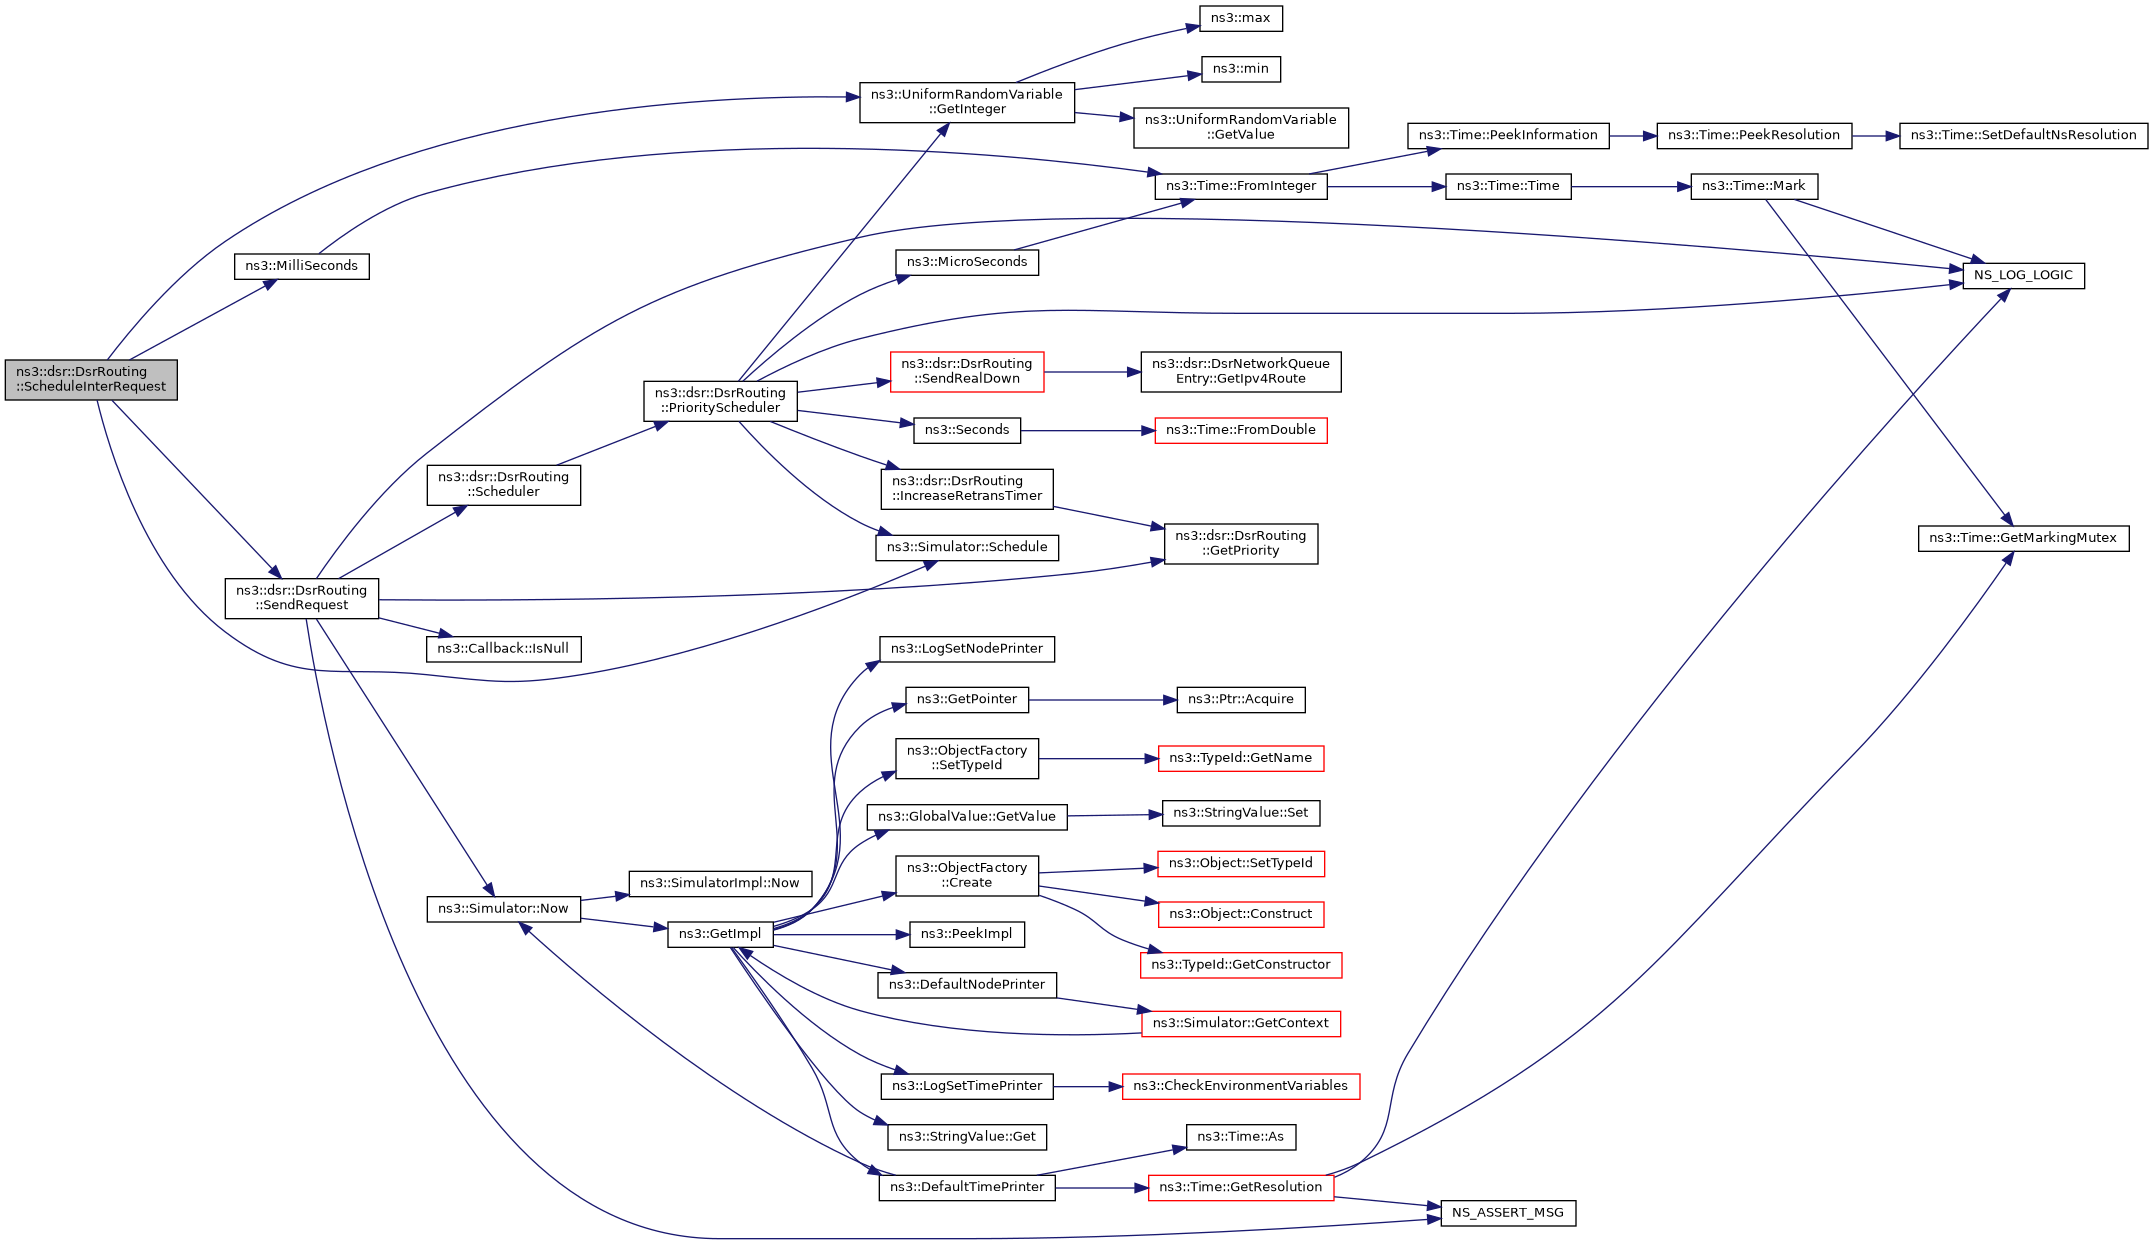 ns3::max
ns3::min
ns3::UniformRandomVariable
::GetInteger
ns3::UniformRandomVariable
::GetValue
ns3::Time::PeekInformation
ns3::Time::PeekResolution
ns3::Time::SetDefaultNsResolution
ns3::Time::FromInteger
ns3::Time::Time
ns3::Time::Mark
ns3::MilliSeconds
ns3::MicroSeconds
NS_LOG_LOGIC
ns3::dsr::DsrRouting
::ScheduleInterRequest
ns3::dsr::DsrRouting
::PriorityScheduler
ns3::dsr::DsrRouting
::SendRealDown
ns3::dsr::DsrNetworkQueue
Entry::GetIpv4Route
ns3::Seconds
ns3::Time::FromDouble
ns3::dsr::DsrRouting
::Scheduler
ns3::dsr::DsrRouting
::IncreaseRetransTimer
ns3::Simulator::Schedule
ns3::dsr::DsrRouting
::GetPriority
ns3::Time::GetMarkingMutex
ns3::dsr::DsrRouting
::SendRequest
ns3::Callback::IsNull
ns3::LogSetNodePrinter
ns3::GetPointer
ns3::Ptr::Acquire
ns3::ObjectFactory
::SetTypeId
ns3::TypeId::GetName
ns3::GlobalValue::GetValue
ns3::StringValue::Set
ns3::ObjectFactory
::Create
ns3::Object::SetTypeId
ns3::SimulatorImpl::Now
ns3::Simulator::Now
ns3::Object::Construct
ns3::GetImpl
ns3::PeekImpl
ns3::TypeId::GetConstructor
ns3::DefaultNodePrinter
ns3::Simulator::GetContext
ns3::LogSetTimePrinter
ns3::CheckEnvironmentVariables
ns3::StringValue::Get
ns3::Time::As
ns3::DefaultTimePrinter
ns3::Time::GetResolution
NS_ASSERT_MSG